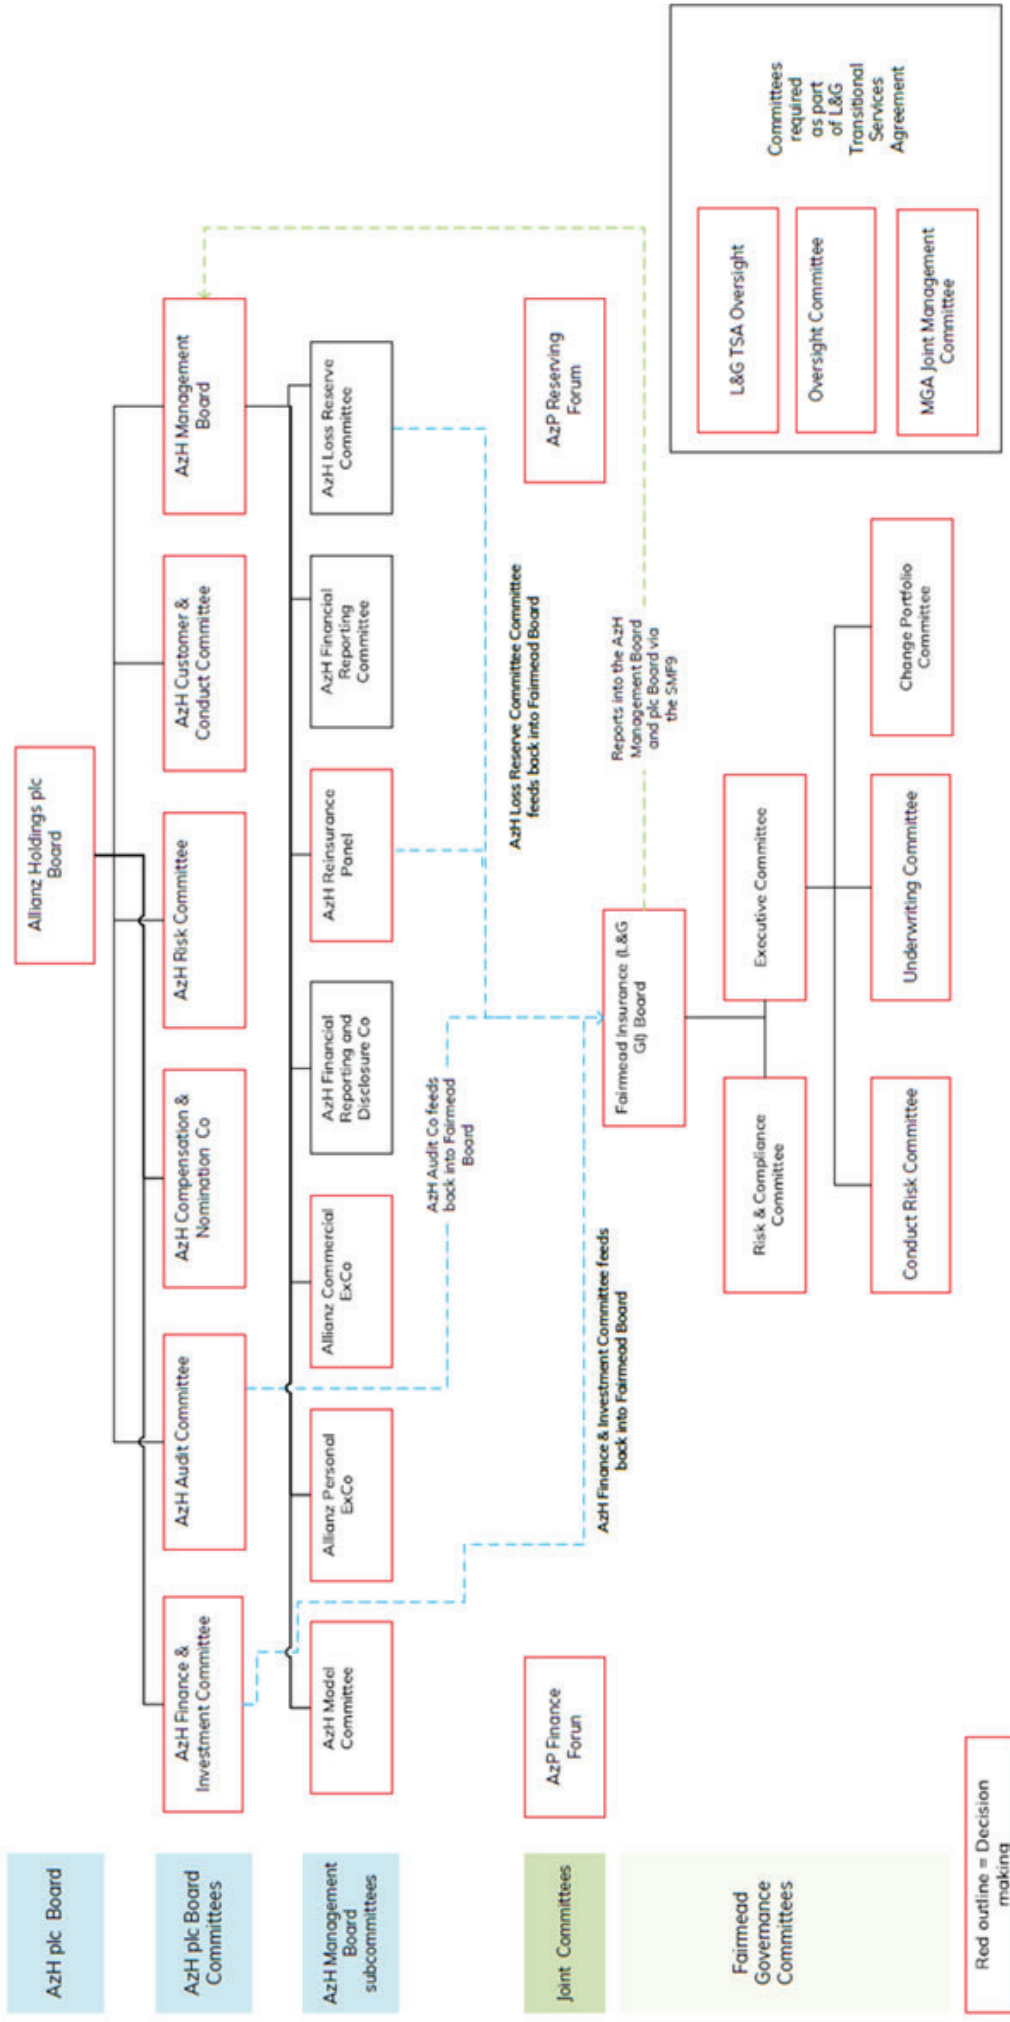 AzH plc Board
Allianz Holdings plc
Board
AzH plc Board
Committees
AzH Finance &
Investment Committee
AzH Audit Committee
AzH Compensation &
Nomination Co
AzH Risk Committee
AzH Customer &
Conduct Committee
AzH Management
Board
AzH Management
Board
subcommittees
AzH Model
Committee
Allianz Personal
ExCo
Allianz Commercial
ExCo
AzH Financial
Reporting and
Disclosure Co
AzH Reinsurance
Panel
AzH Financial
Reporting
Committee
AzH Loss Reserve
Committee
AzH Audit Co feeds
back into Fairmead
Board
AzH Loss Reserve Committee Committee
feeds back into Fairmead Board
Joint Committees
AzP Finance
Forun
AzP Reserving
Forum
AzH Finance & Investment Committee feeds
back into Fairmead Board
Reports into the AzH
Management Board
and plc Board via
the SMF9
Fairmead
Governance
Committees
Fairmead Insurance (L&G
GI) Board
Risk & Compliance
Committee
Executive Committee
Conduct Risk Committee
Underwriting Committee
Change Portfolio
Committee
L&G TSA Oversight
Oversight Committee
MGA Joint Management
Committee
Committees
required
as part
of L&G
Transitional
Services
Agreement
Red outline = Decision
making